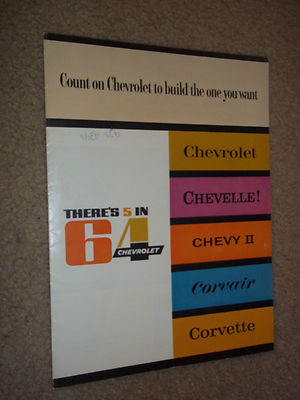 Count on Chevrolet to build the one you want
Chevrolet
CHEVELLE!
CHEVY II
Corvair
Corvette
THERE'S 5 IN
64
CHEVROLET